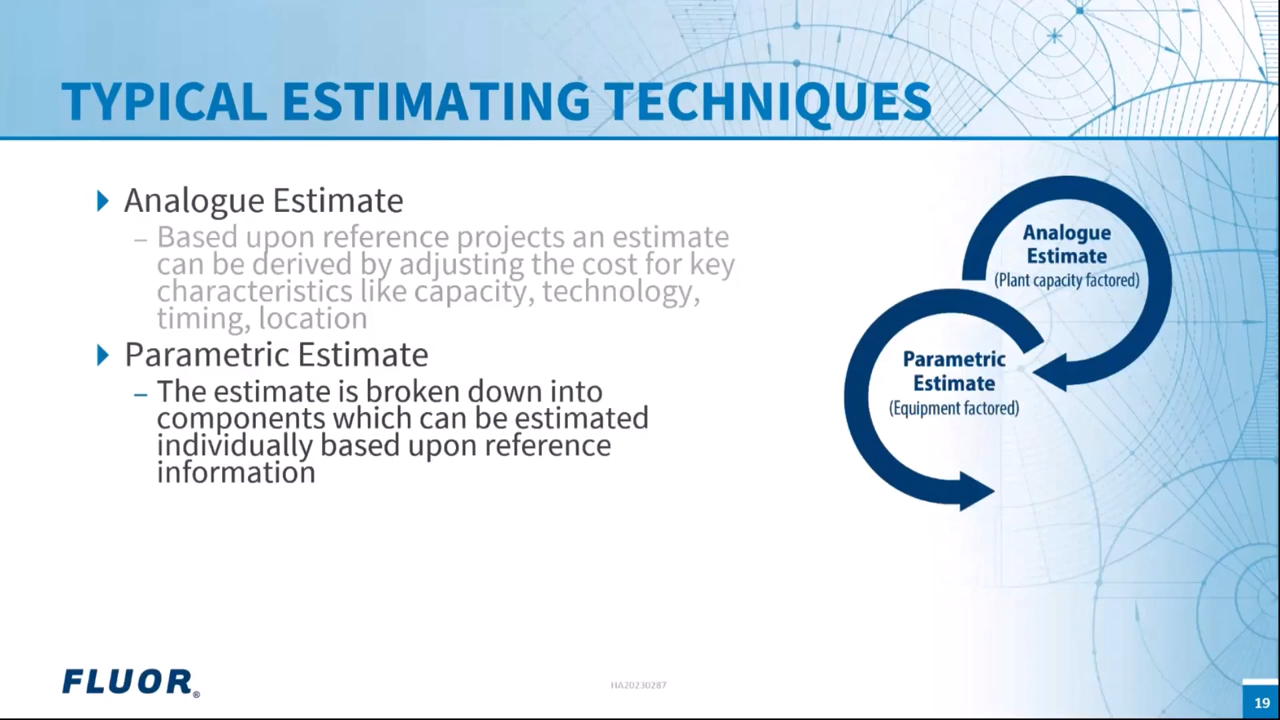 TYPICAL ESTIMATING TECHNIQUES
Analogue Estimate
– Based upon reference projects an estimate
can be derived by adjusting the cost for key
characteristics like capacity, technology,
timing, location
Parametric Estimate
– The estimate is broken down into
components which can be estimated
individually based upon reference
information
Analogue
Estimate
(Plant capacity factored)
Parametric
Estimate
(Equipment factored)
FLUOR®
HA20230287
19